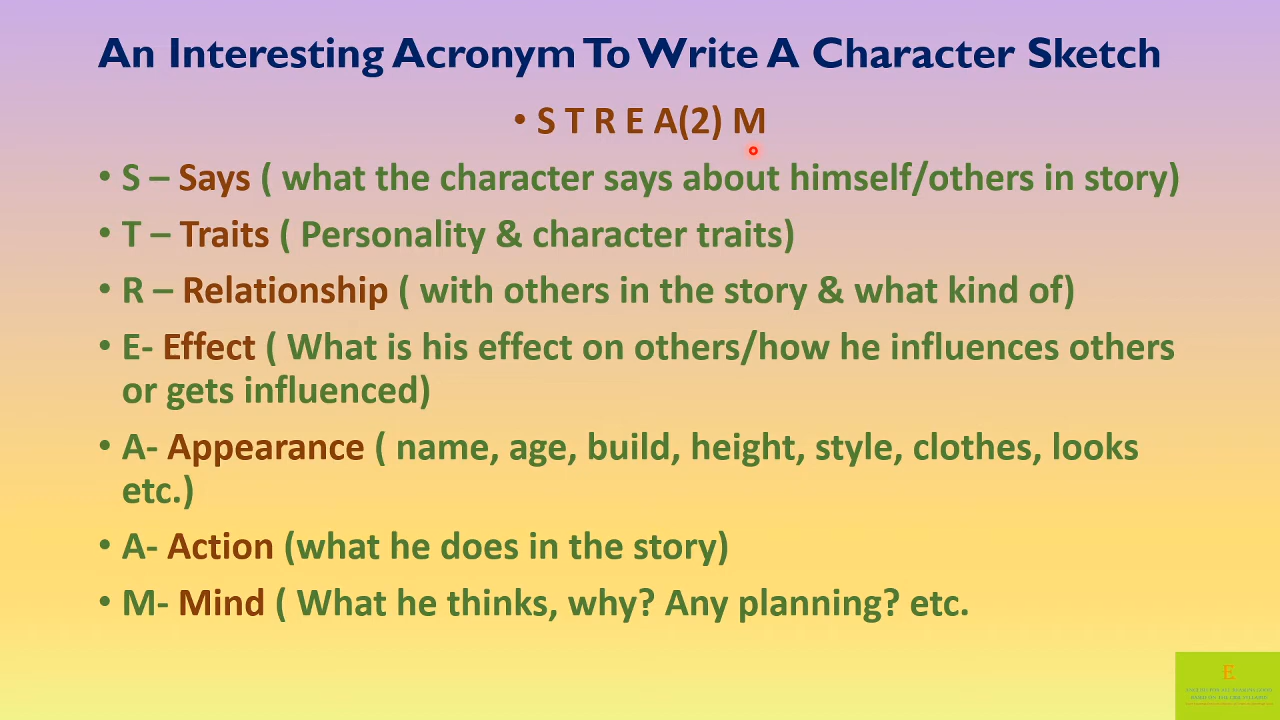 An Interesting Acronym To Write A Character Sketch
• S T R E A(2) M
• S – Says ( what the character says about himself/others in story)
• T – Traits ( Personality & character traits)
• R – Relationship ( with others in the story & what kind of)
• E- Effect ( What is his effect on others/how he influences others
or gets influenced)
• A- Appearance ( name, age, build, height, style, clothes, looks
etc.)
• A- Action (what he does in the story)
• M- Mind ( What he thinks, why? Any planning? etc.
E